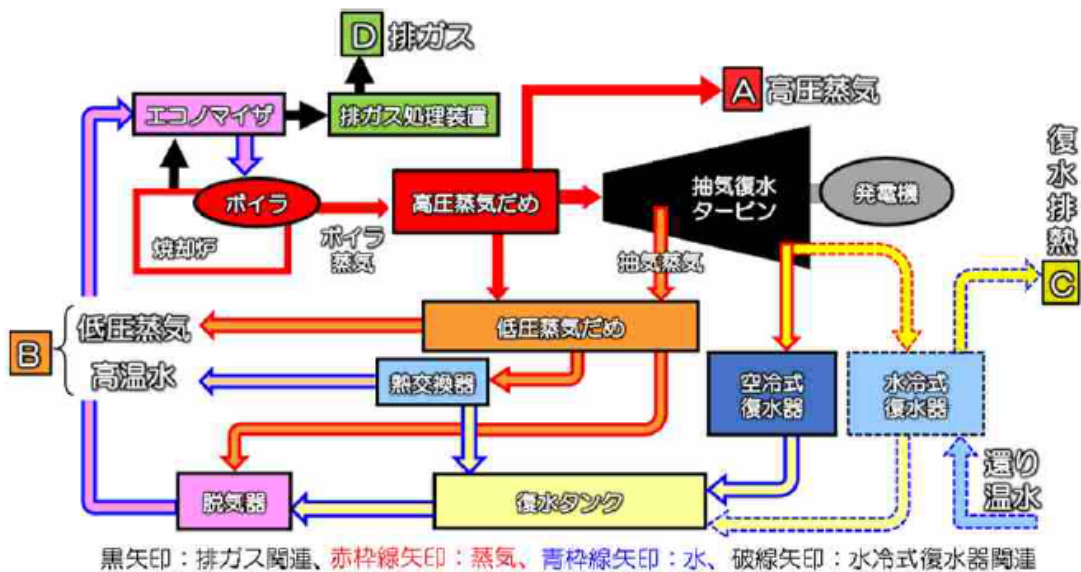 D 排ガス
エコノマイザ
排ガス処理装置
A 高圧蒸気
ボイラ
焼却炉
ボイラ
蒸気
高圧蒸気だめ
抽気復水
タービン
発電機
復水排熱
C
抽気蒸気
B
低圧蒸気
高温水
低圧蒸気だめ
熱交換器
空冷式
復水器
水冷式
復水器
還り
温水
脱気器
復水タンク
黒矢印：排ガス関連、赤枠線矢印：蒸気、青枠線矢印：水、破線矢印：水冷式復水器関連